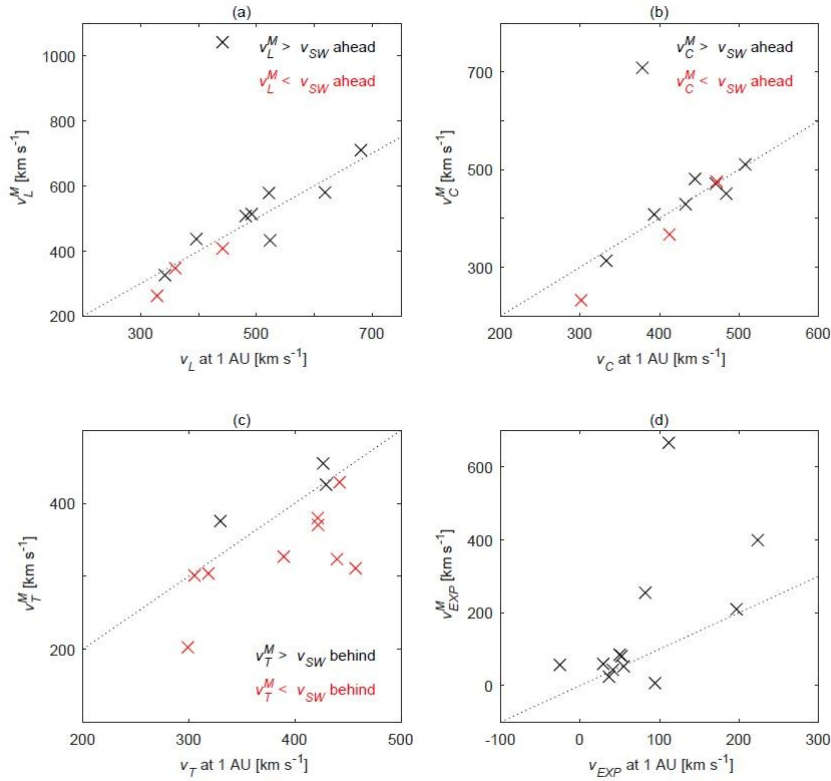 (a)
v_L^M > v_SW ahead
v_L^M < v_SW ahead
1000
800
600
400
200
v_L^M [km s⁻¹]
300 500 700
v_L at 1 AU [km s⁻¹]
(b)
v_C^M > v_SW ahead
v_C^M < v_SW ahead
700
500
300
v_C^M [km s⁻¹]
200 300 400 500 600
v_C at 1 AU [km s⁻¹]
(c)
400
200
v_T^M [km s⁻¹]
v_T^M > v_SW behind
v_T^M < v_SW behind
200 300 400 500
v_T at 1 AU [km s⁻¹]
(d)
600
400
200
0
v_EXP^M [km s⁻¹]
-100 0 100 200 300
v_EXP at 1 AU [km s⁻¹]